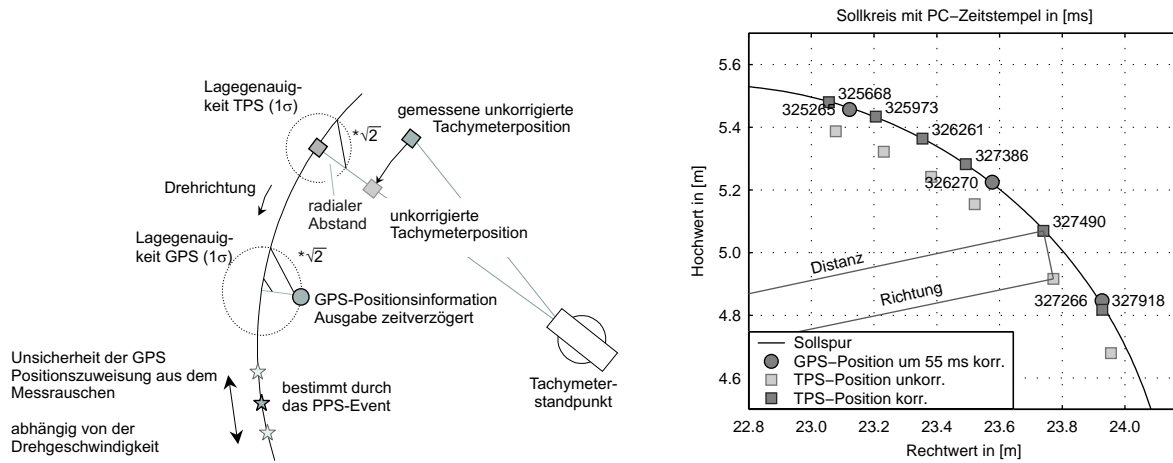 Lagegenauig-
keit TPS (1σ)
*√2
gemessene unkorrigierte
Tachymeterposition
Drehrichtung
radialer
Abstand
unkorrigierte
Tachymeterposition
Lagegenauig-
keit GPS (1σ)
*√2
GPS-Positionsinformation
Ausgabe zeitverzögert
Unsicherheit der GPS
Positionszuweisung aus dem
Messrauschen
bestimmt durch
das PPS-Event
abhängig von der
Drehgeschwindigkeit
Tachymeter-
standpunkt
Sollkreis mit PC−Zeitstempel in [ms]
Hochwert in [m]
5.6
5.4
5.2
5.0
4.8
4.6
325265
325668
325973
326261
327386
326270
327490
327266
327918
Distanz
Richtung
Sollspur
GPS−Position um 55 ms korr.
TPS−Position unkorr.
TPS−Position korr.
22.8 23.0 23.2 23.4 23.6 23.8 24.0
Rechtwert in [m]